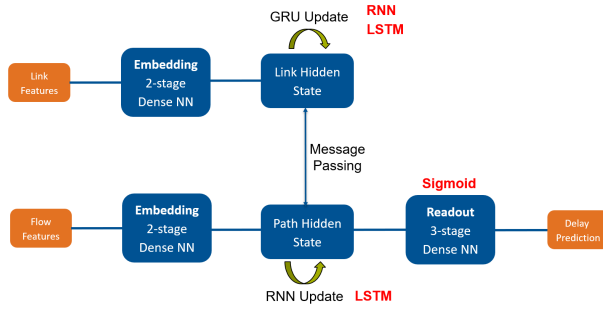 GRU Update
RNN
LSTM
Link
Features
Embedding
2-stage
Dense NN
Link Hidden
State
Message
Passing
Sigmoid
Flow
Features
Embedding
2-stage
Dense NN
Path Hidden
State
Readout
3-stage
Dense NN
Delay
Prediction
RNN Update LSTM